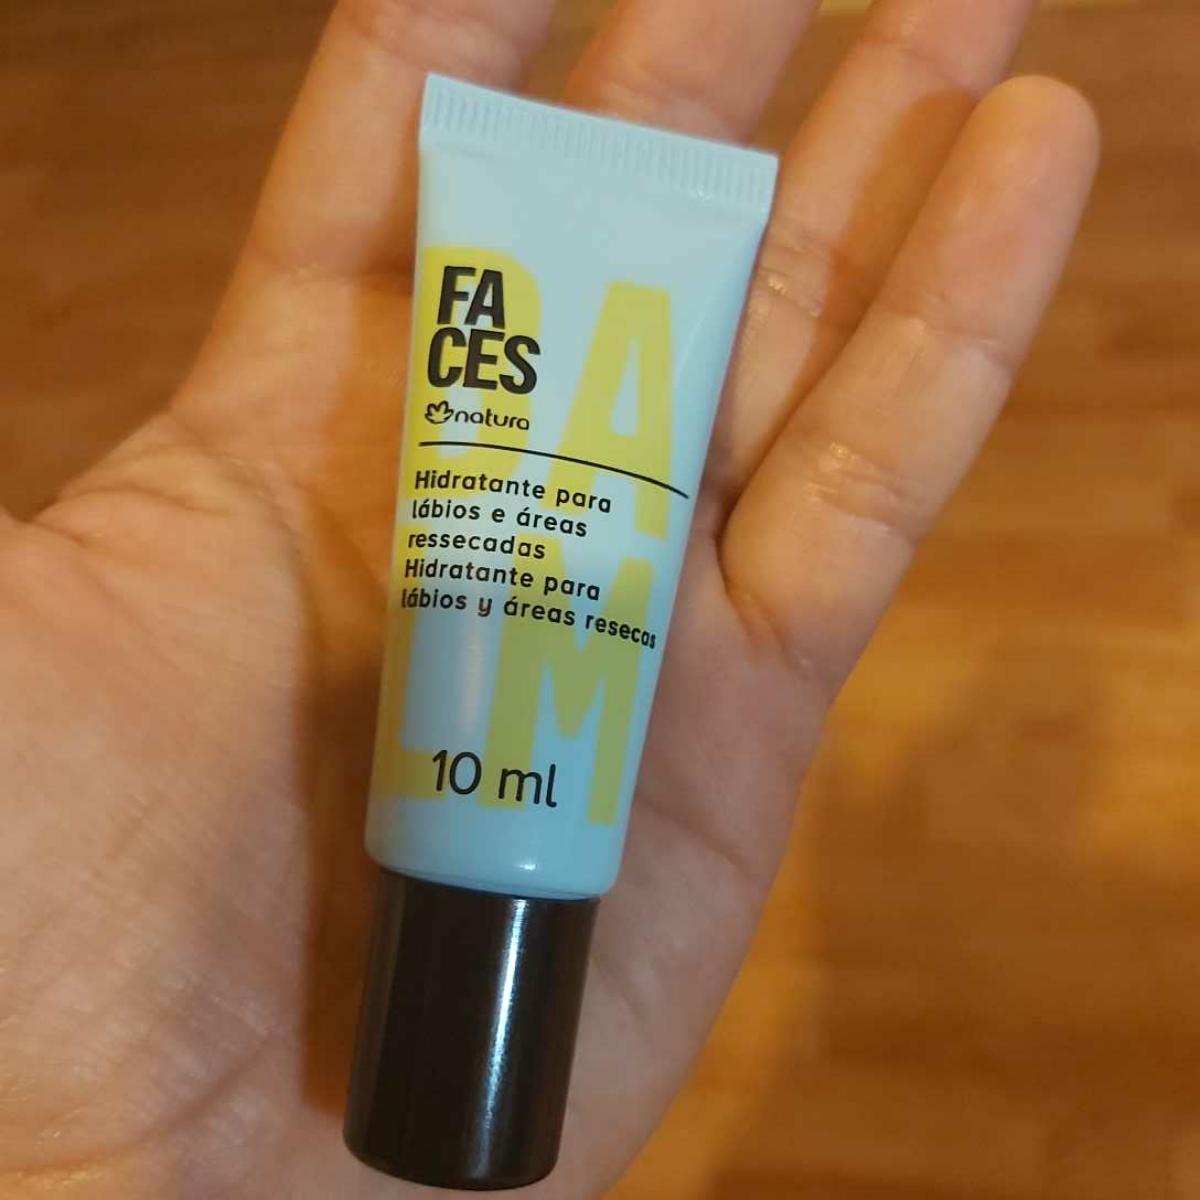 BALM
FA
CES
natura
Hidratante para
lábios e áreas
ressecadas
Hidratante para
lábios y áreas resecas
10 ml